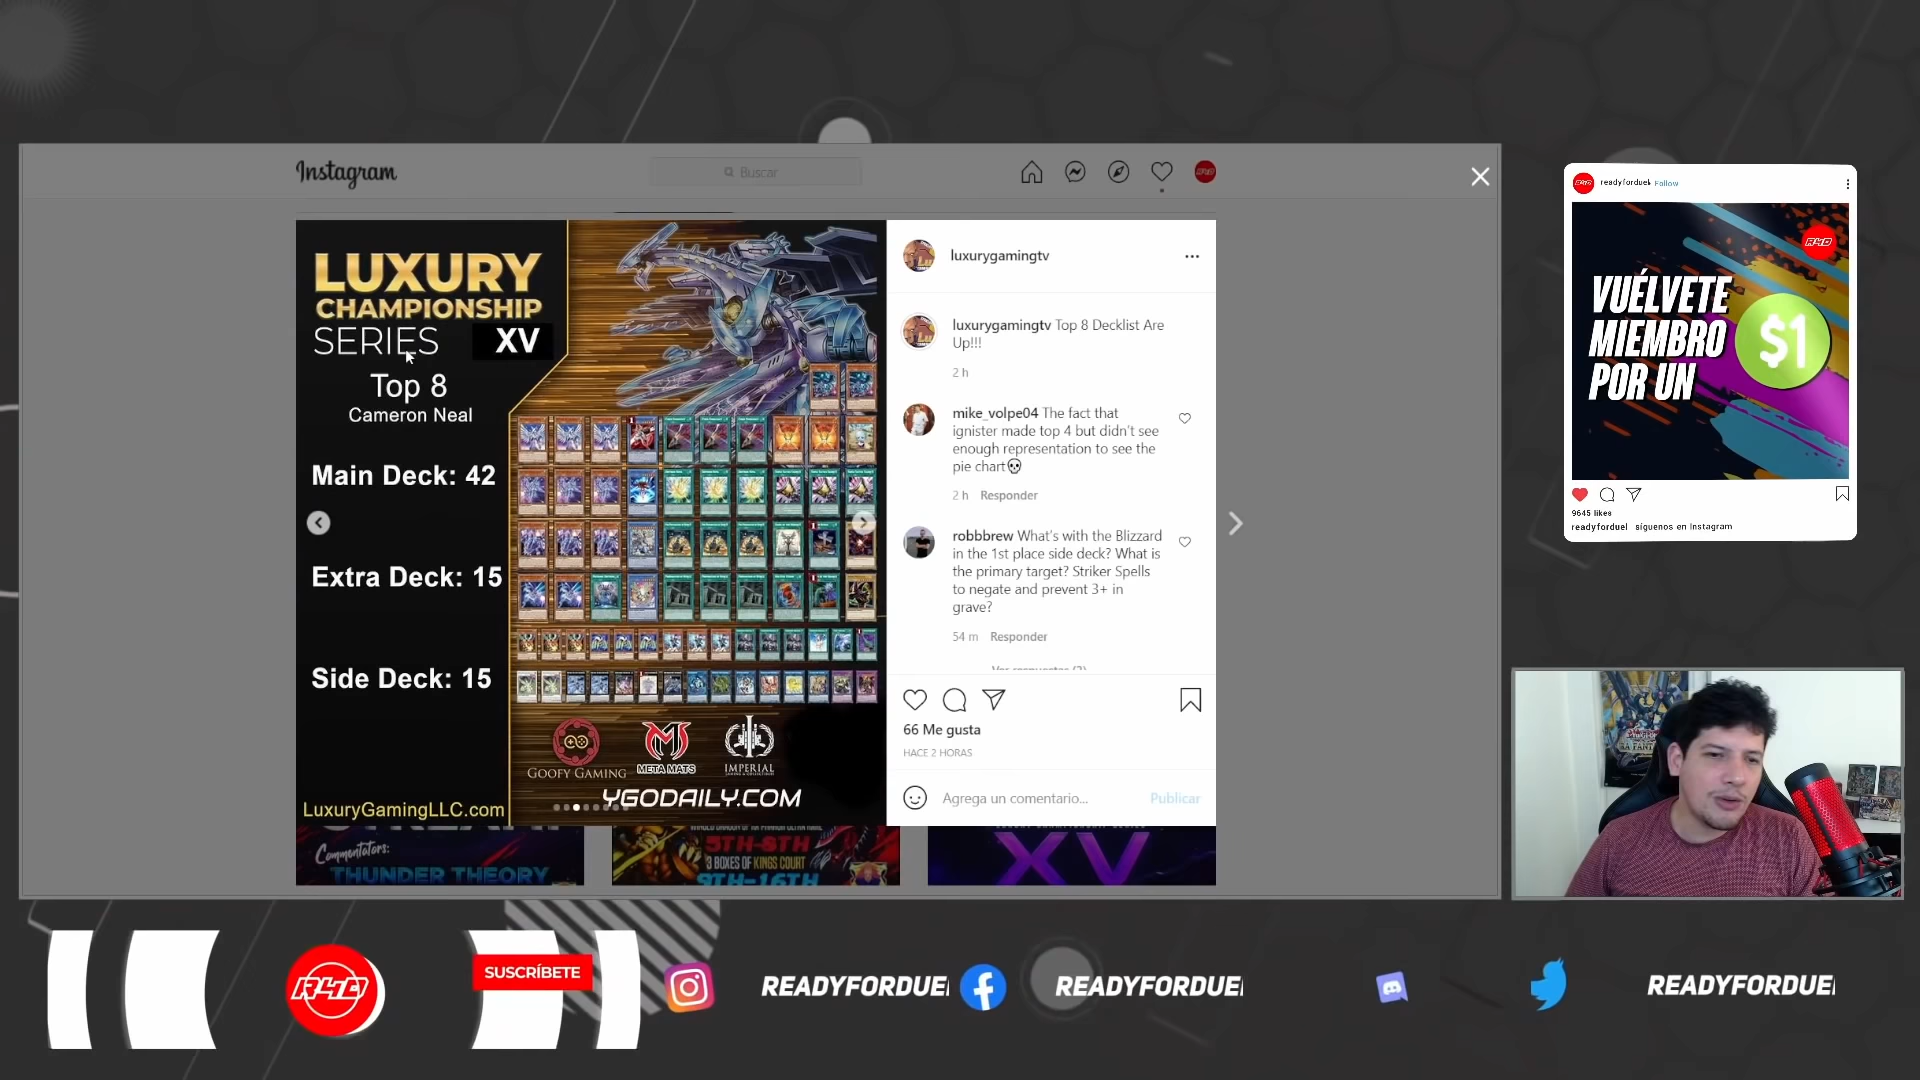 Instagram
Buscar
LUXURY
CHAMPIONSHIP
SERIES XV
Top 8
Cameron Neal
Main Deck: 42
Extra Deck: 15
Side Deck: 15
GOOFY GAMING
META MATS
IMPERIAL
YGODAILY.COM
LuxuryGamingLLC.com
luxurygamingtv
luxurygamingtv Top 8 Decklist Are
Up!!!
2 h
mike_volpe04 The fact that
ignister made top 4 but didn't see
enough representation to see the
pie chart💀
2 h Responder
robbbrew What's with the Blizzard
in the 1st place side deck? What is
the primary target? Striker Spells
to negate and prevent 3+ in
grave?
54 m Responder
66 Me gusta
HACE 2 HORAS
Agrega un comentario...
Publicar
Commentators:
THUNDER THEORY
5TH-8TH
3 BOXES OF KINGS COURT
9TH-16TH
XV
readyforduel Follow
R4D
VUÉLVETE
MIEMBRO
POR UN
$1
9645 likes
readyforduel síguenos en Instagram
R4D
SUSCRÍBETE
READYFORDUEL
READYFORDUEL
READYFORDUEL